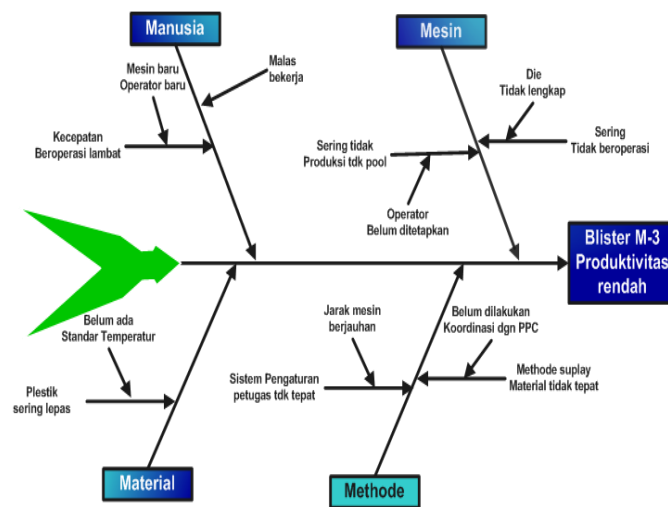 Manusia
Mesin
Mesin baru
Operator baru
Malas
bekerja
Die
Tidak lengkap
Kecepatan
Beroperasi lambat
Sering tidak
Produksi tdk pool
Sering
Tidak beroperasi
Operator
Belum ditetapkan
Blister M-3
Produktivitas
rendah
Belum ada
Standar Temperatur
Jarak mesin
berjauhan
Belum dilakukan
Koordinasi dgn PPC
Plestik
sering lepas
Sistem Pengaturan
petugas tdk tepat
Methode suplay
Material tidak tepat
Material
Methode